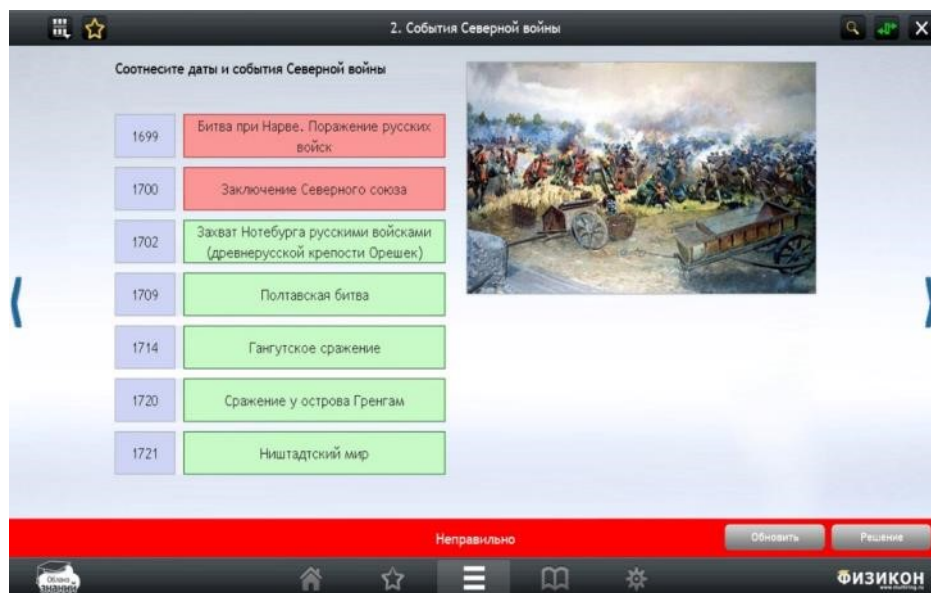 2. События Северной войны
Соотнесите даты и события Северной войны
1699
Битва при Нарве. Поражение русских
войск
1700
Заключение Северного союза
1702
Захват Нотебурга русскими войсками
(древнерусской крепости Орешек)
1709
Полтавская битва
1714
Гангутское сражение
1720
Сражение у острова Гренгам
1721
Ништадтский мир
Неправильно
Обновить
Решение
Облако
знаний
ФИЗИКОН